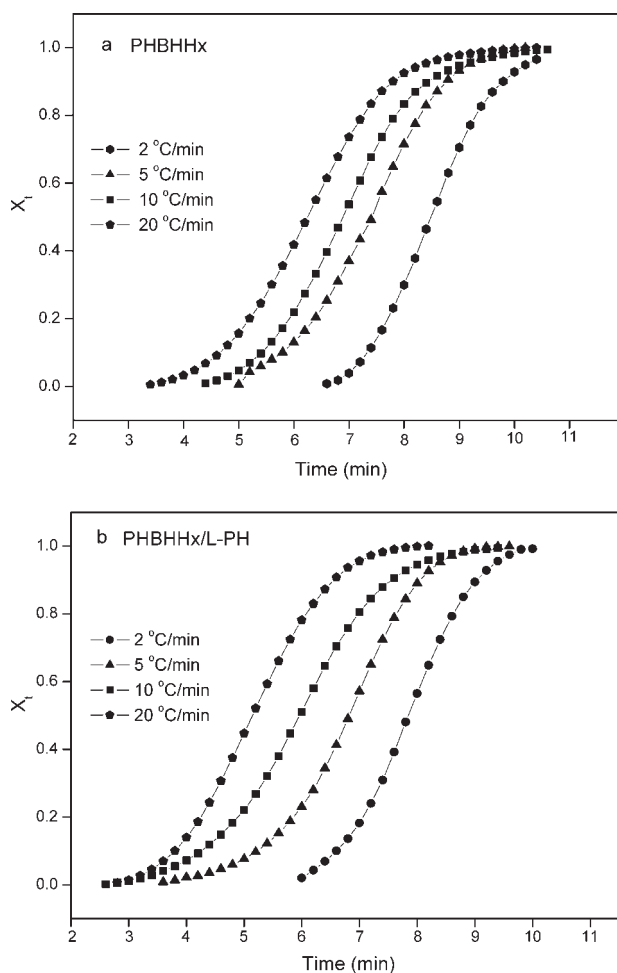 a PHBHHx
1.0
0.8
0.6
0.4
0.2
0.0
X_t
2 °C/min
5 °C/min
10 °C/min
20 °C/min
2 3 4 5 6 7 8 9 10 11
Time (min)
b PHBHHx/L-PH
1.0
0.8
0.6
0.4
0.2
0.0
X_t
2 °C/min
5 °C/min
10 °C/min
20 °C/min
2 3 4 5 6 7 8 9 10 11
Time (min)